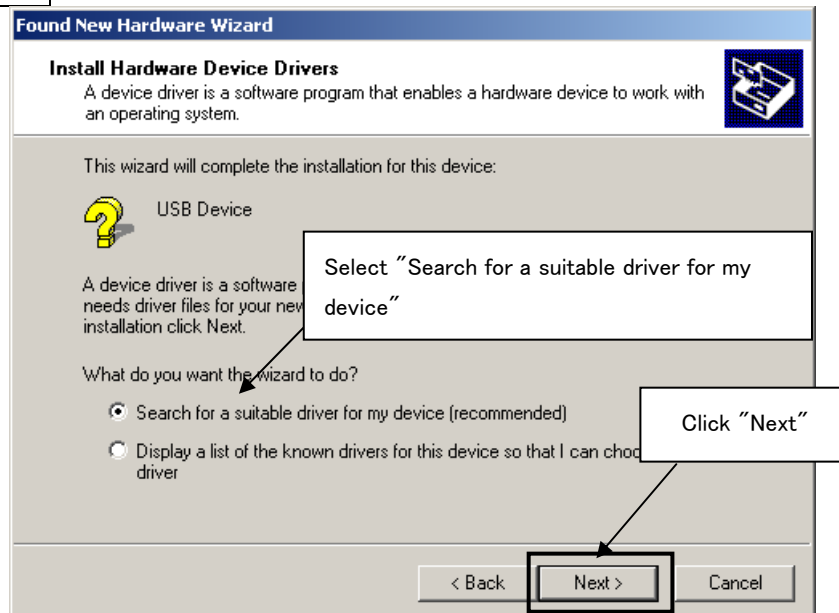 Found New Hardware Wizard
Install Hardware Device Drivers
A device driver is a software program that enables a hardware device to work with
an operating system.
This wizard will complete the installation for this device:
USB Device
Select "Search for a suitable driver for my
device"
A device driver is a software
needs driver files for your new
installation click Next.
What do you want the wizard to do?
Search for a suitable driver for my device (recommended)
Click "Next"
Display a list of the known drivers for this device so that I can
driver
< Back
Next >
Cancel